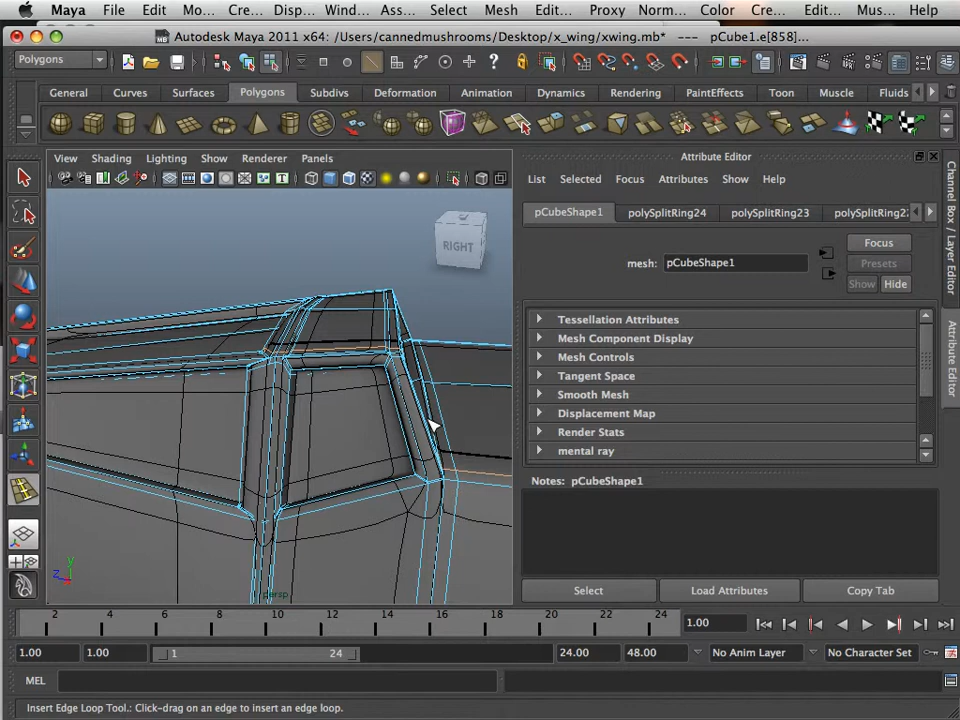 Maya File Edit Mo... Cre... Disp... Win... Ass... Select Mesh Edit... Proxy Norm... Color Cre... Edit... Mus... Help
Autodesk Maya 2011 x64: /Users/cannedmushrooms/Desktop/x_wing/xwing.mb* --- pCube1.e[858]...
Polygons
General Curves Surfaces Polygons Subdivs Deformation Animation Dynamics Rendering PaintEffects Toon Muscle Fluids
View Shading Lighting Show Renderer Panels
Attribute Editor
List Selected Focus Attributes Show Help
pCubeShape1 polySplitRing24 polySplitRing23 polySplitRing2
mesh: pCubeShape1
Focus
Presets
Show Hide
Tessellation Attributes
Mesh Component Display
Mesh Controls
Tangent Space
Smooth Mesh
Displacement Map
Render Stats
mental ray
Notes: pCubeShape1
Select Load Attributes Copy Tab
Channel Box / Layer Editor
Attribute Editor
RIGHT
y
z
persp
2 4 6 8 10 12 14 16 18 20 22 24
1.00
1.00 1.00 1 24 24.00 48.00 No Anim Layer No Character Set
MEL
Insert Edge Loop Tool.: Click-drag on an edge to insert an edge loop.